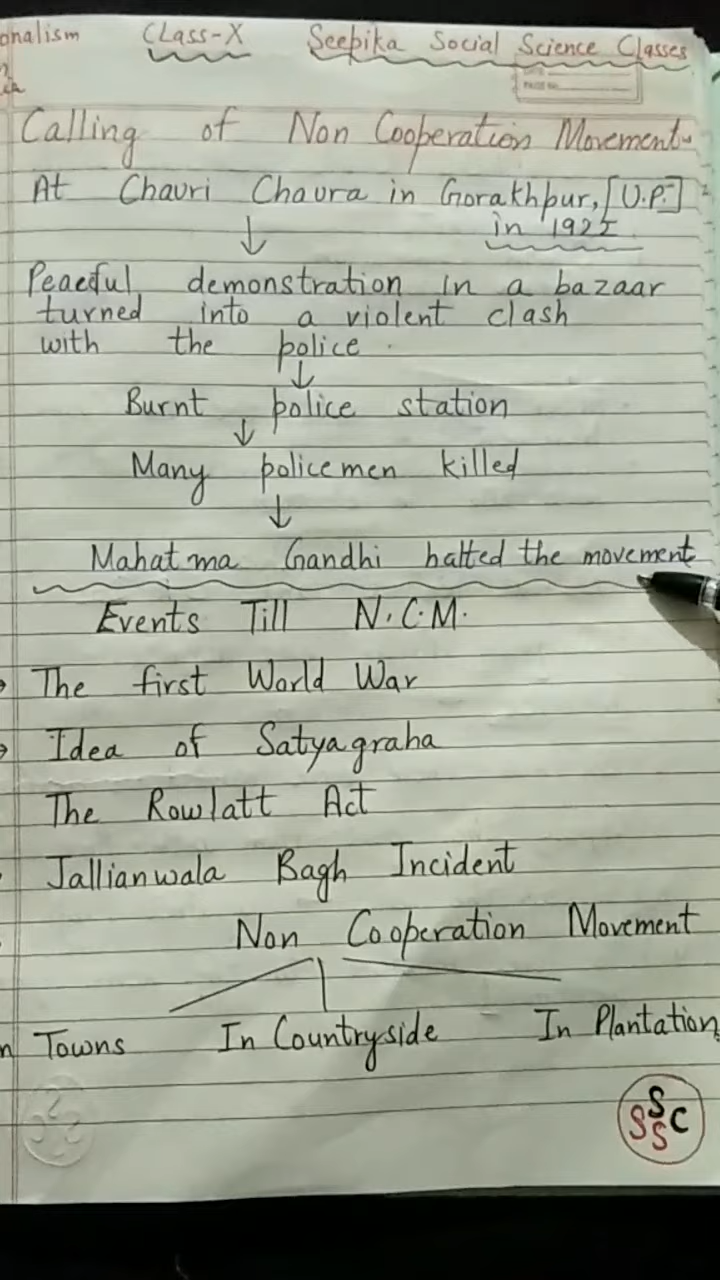 onalism CLass-X Seepika Social Science Classes
Calling of Non Cooperation Movement
At Chauri Chaura in Gorakhpur, [U.P.]
in 1922
Peaceful demonstration in a bazaar
turned into a violent clash
with the police.
↓
Burnt police station
↓
Many policemen killed
↓
Mahatma Gandhi halted the movement
Events Till N.C.M.
The first World War
Idea of Satyagraha
The Rowlatt Act
Jallianwala Bagh Incident
Non Cooperation Movement
n Towns In Countryside In Plantation
SSSC